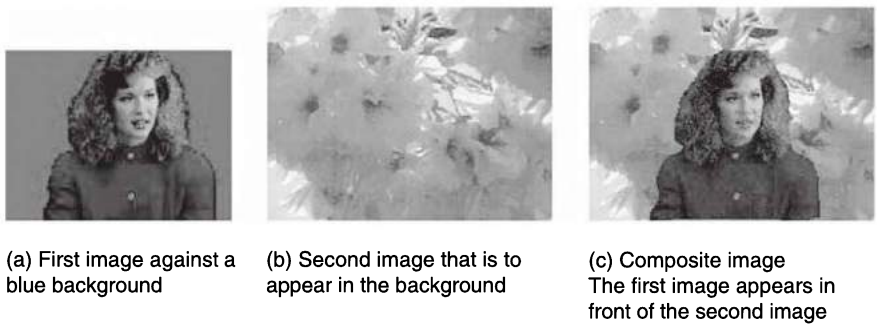 (a) First image against a
blue background
(b) Second image that is to
appear in the background
(c) Composite image
The first image appears in
front of the second image